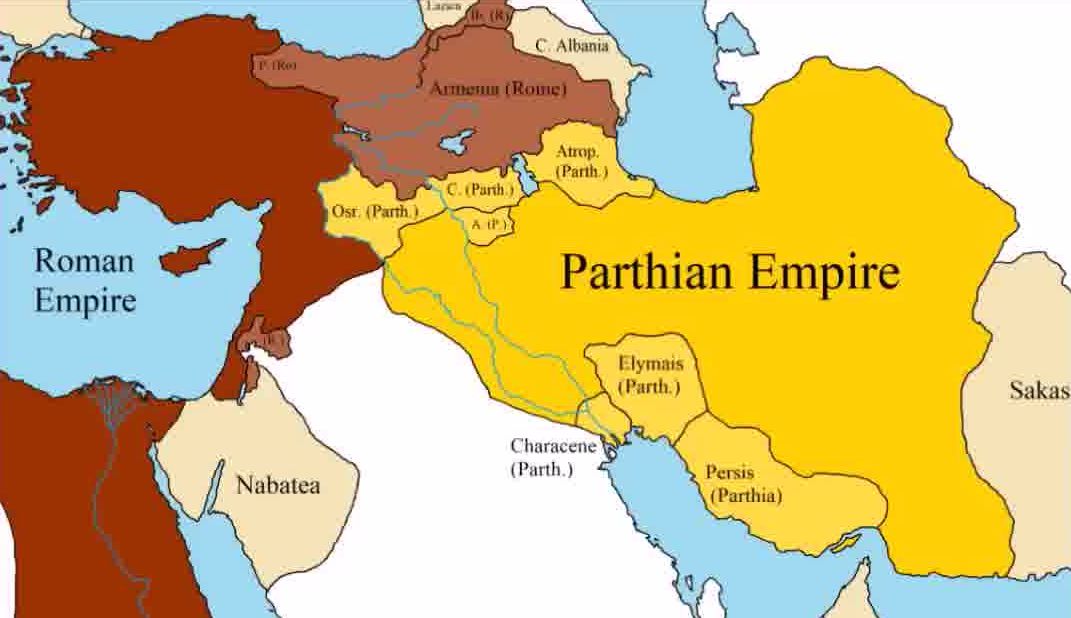 Lazica
Ib. (R)
C. Albania
P. (Ro)
Armenia (Rome)
Atrop.
(Parth.)
C. (Parth.)
Osr. (Parth.)
A. (P.)
Roman
Empire
Parthian Empire
Elymais
(Parth.)
Sakas
Characene
(Parth.)
Nabatea
Persis
(Parthia)